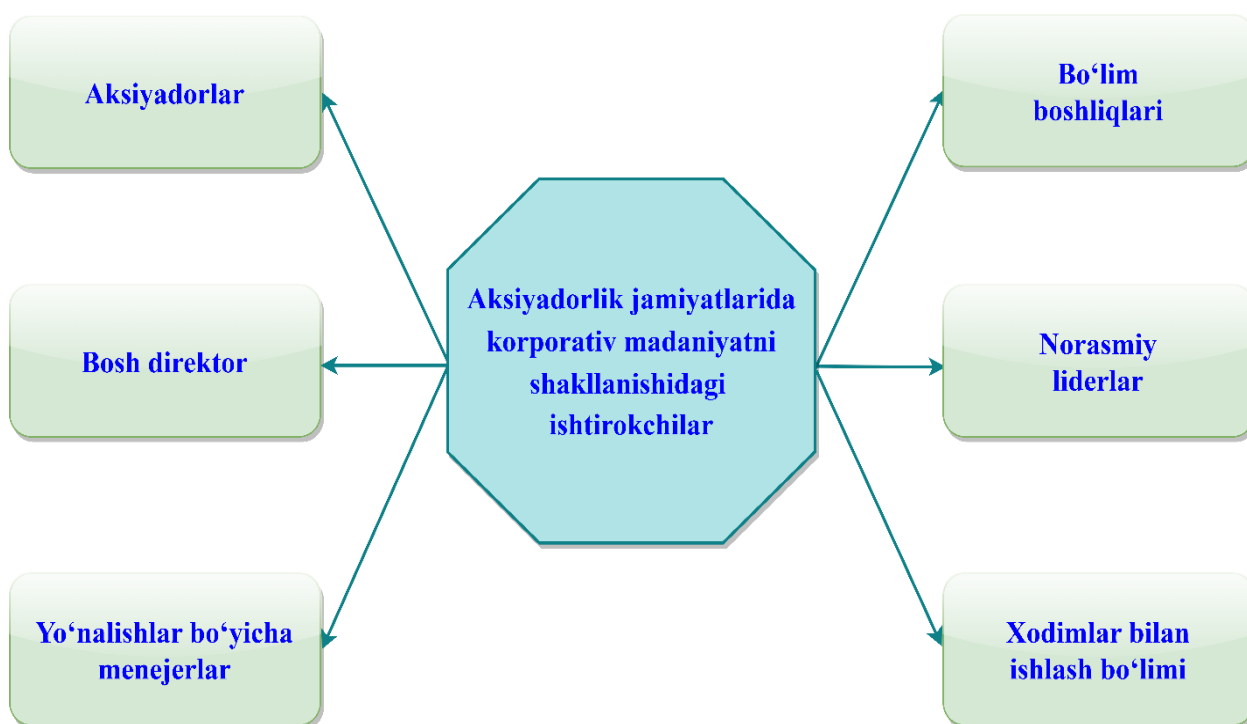 Aksiyadorlar
Bosh direktor
Yo‘nalishlar bo‘yicha
menejerlar
Aksiyadorlik jamiyatlarida
korporativ madaniyatni
shakllanishidagi
ishtirokchilar
Bo‘lim
boshliqlari
Norasmiy
liderlar
Xodimlar bilan
ishlash bo‘limi